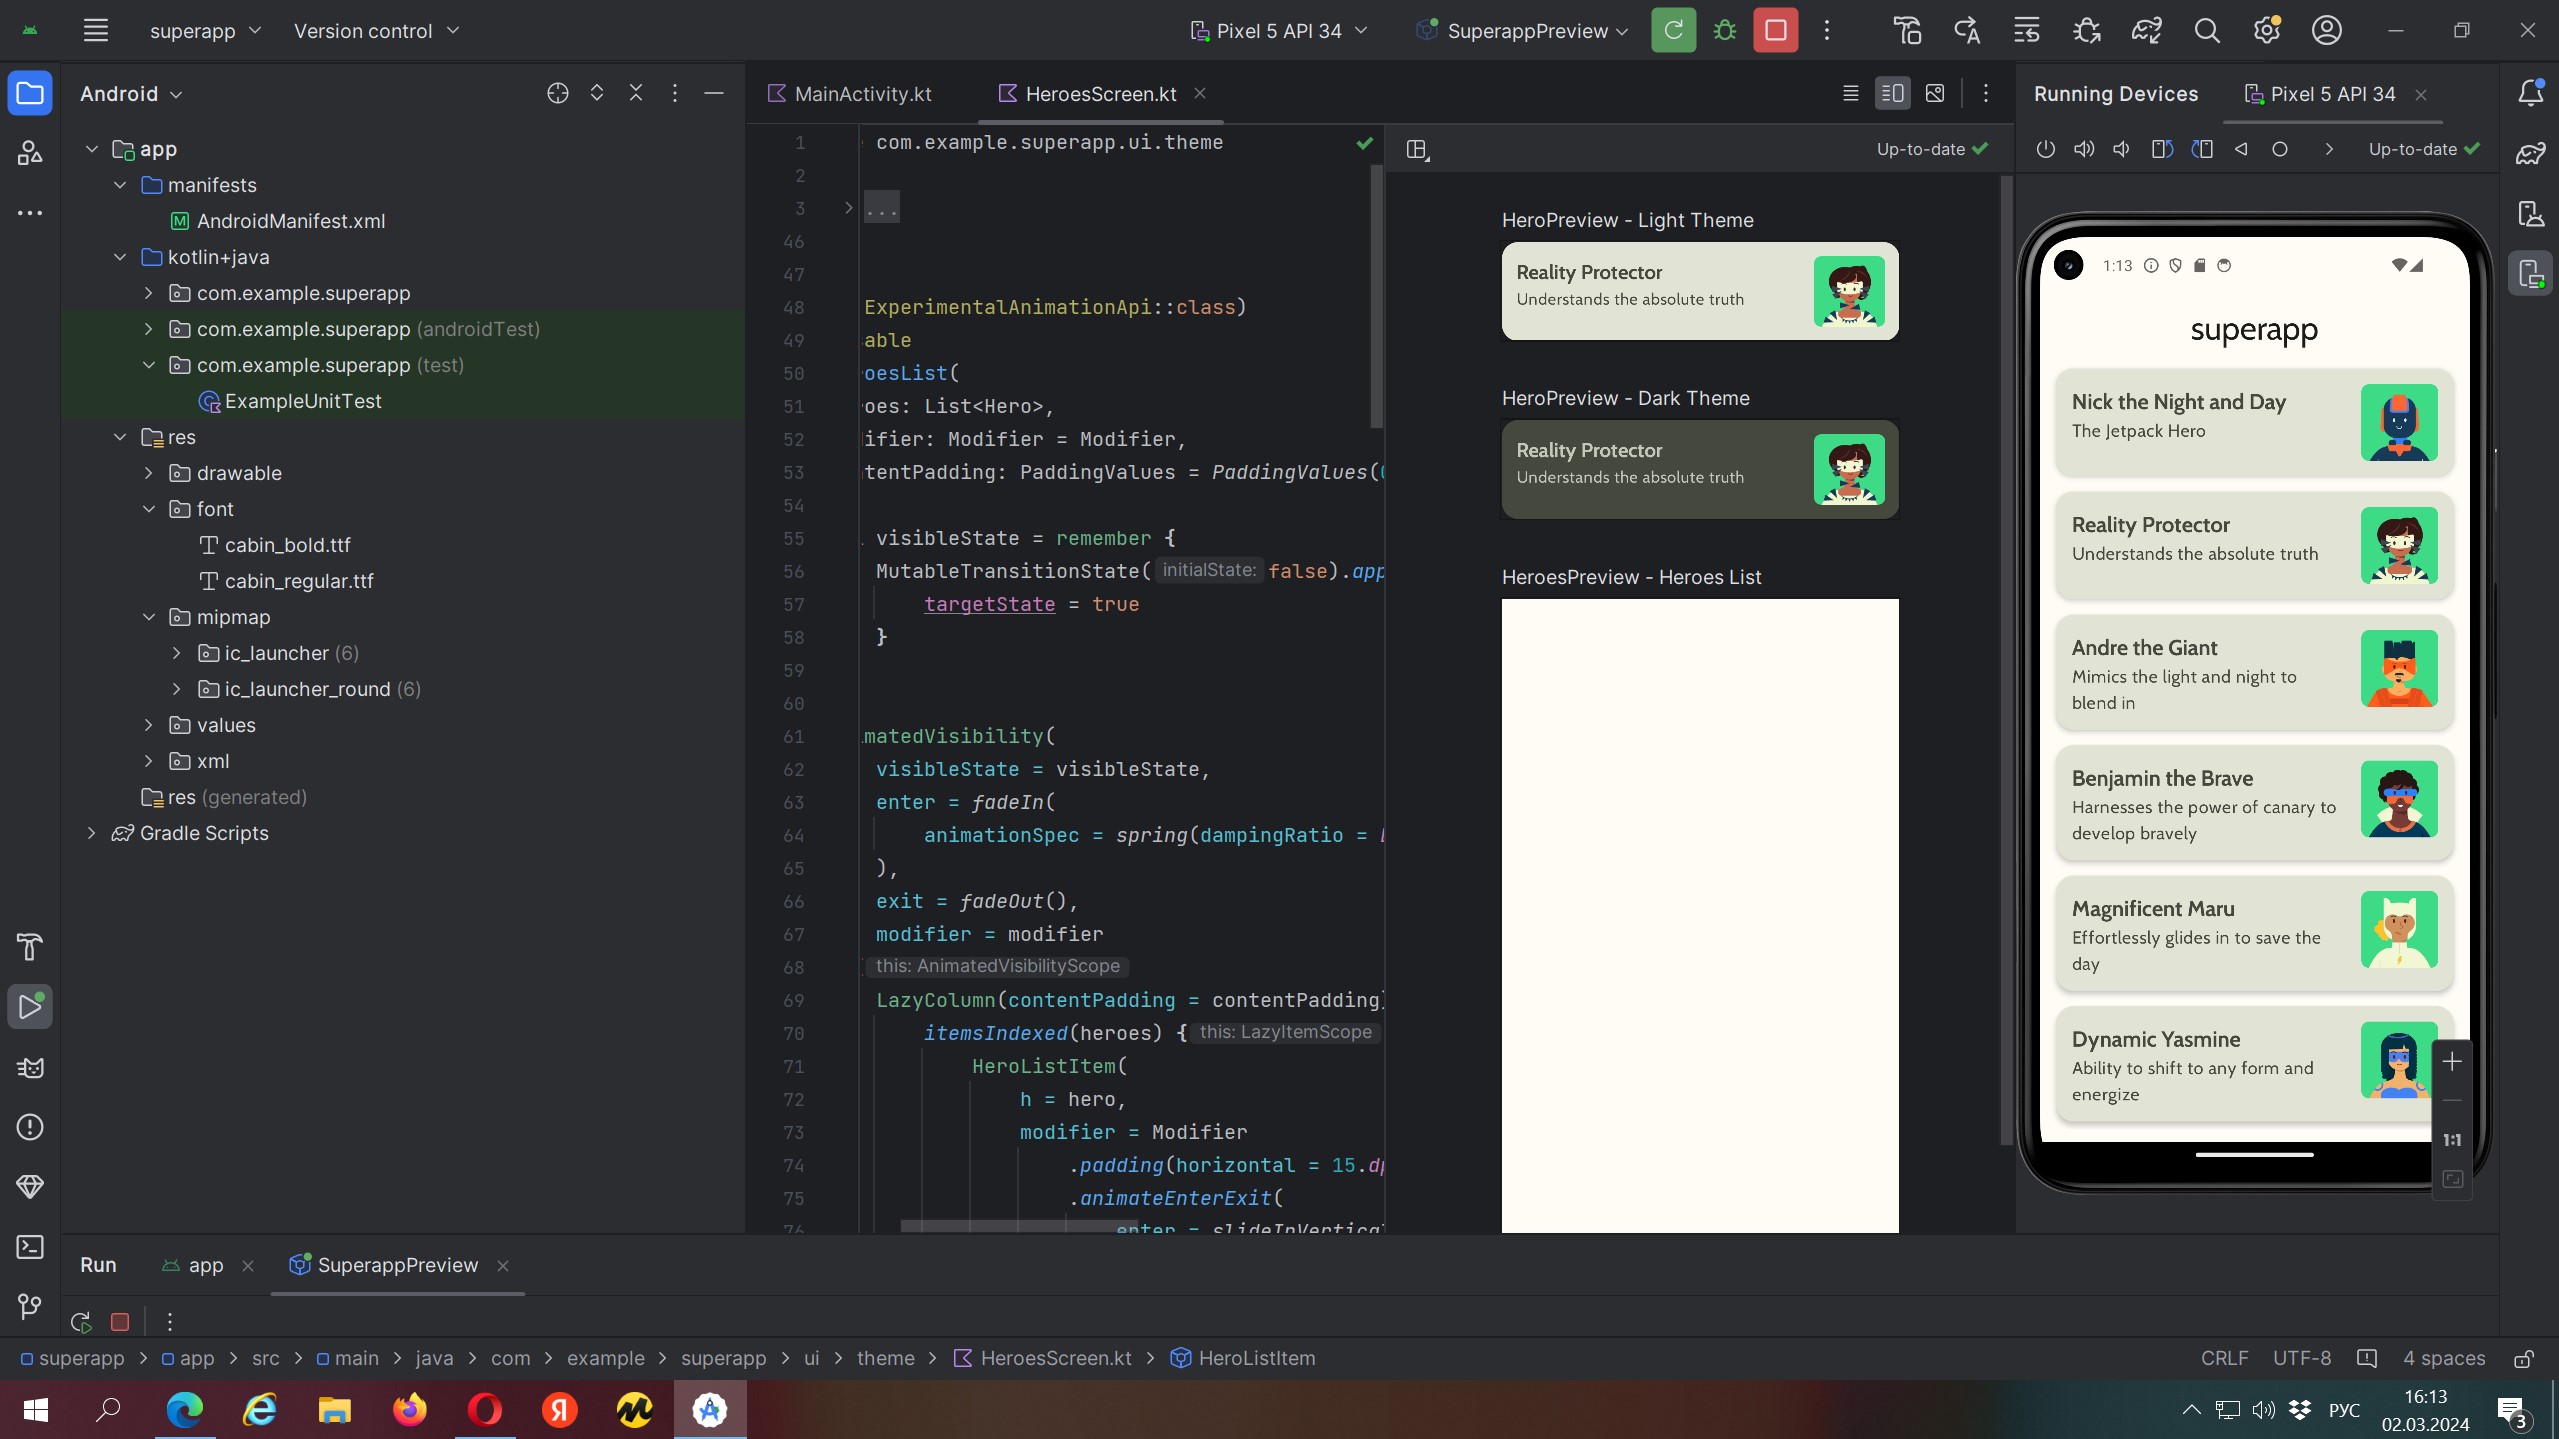 superapp
Version control
Pixel 5 API 34
SuperappPreview
Android
MainActivity.kt
HeroesScreen.kt
Running Devices
Pixel 5 API 34
app
manifests
AndroidManifest.xml
kotlin+java
com.example.superapp
com.example.superapp (androidTest)
com.example.superapp (test)
ExampleUnitTest
res
drawable
font
cabin_bold.ttf
cabin_regular.ttf
mipmap
ic_launcher (6)
ic_launcher_round (6)
values
xml
res (generated)
Gradle Scripts
1 com.example.superapp.ui.theme
2
3 ...
46
47
48 ExperimentalAnimationApi::class)
49 able
50 oesList(
51 oes: List<Hero>,
52 ifier: Modifier = Modifier,
53 tentPadding: PaddingValues = PaddingValues(
54
55 visibleState = remember {
56 MutableTransitionState( initialState: false).app
57 targetState = true
58 }
59
60
61 matedVisibility(
62 visibleState = visibleState,
63 enter = fadeIn(
64 animationSpec = spring(dampingRatio =
65 ),
66 exit = fadeOut(),
67 modifier = modifier
68 this: AnimatedVisibilityScope
69 LazyColumn(contentPadding = contentPadding
70 itemsIndexed(heroes) { this: LazyItemScope
71 HeroListItem(
72 h = hero,
73 modifier = Modifier
74 .padding(horizontal = 15.dp
75 .animateEnterExit(
76 enter = slideInVertical
Up-to-date
HeroPreview - Light Theme
Reality Protector
Understands the absolute truth
HeroPreview - Dark Theme
Reality Protector
Understands the absolute truth
HeroesPreview - Heroes List
Up-to-date
1:13
superapp
Nick the Night and Day
The Jetpack Hero
Reality Protector
Understands the absolute truth
Andre the Giant
Mimics the light and night to
blend in
Benjamin the Brave
Harnesses the power of canary to
develop bravely
Magnificent Maru
Effortlessly glides in to save the
day
Dynamic Yasmine
Ability to shift to any form and
energize
1:1
Run
app
SuperappPreview
superapp > app > src > main > java > com > example > superapp > ui > theme > HeroesScreen.kt > HeroListItem
CRLF
UTF-8
4 spaces
РУС
16:13
02.03.2024
3